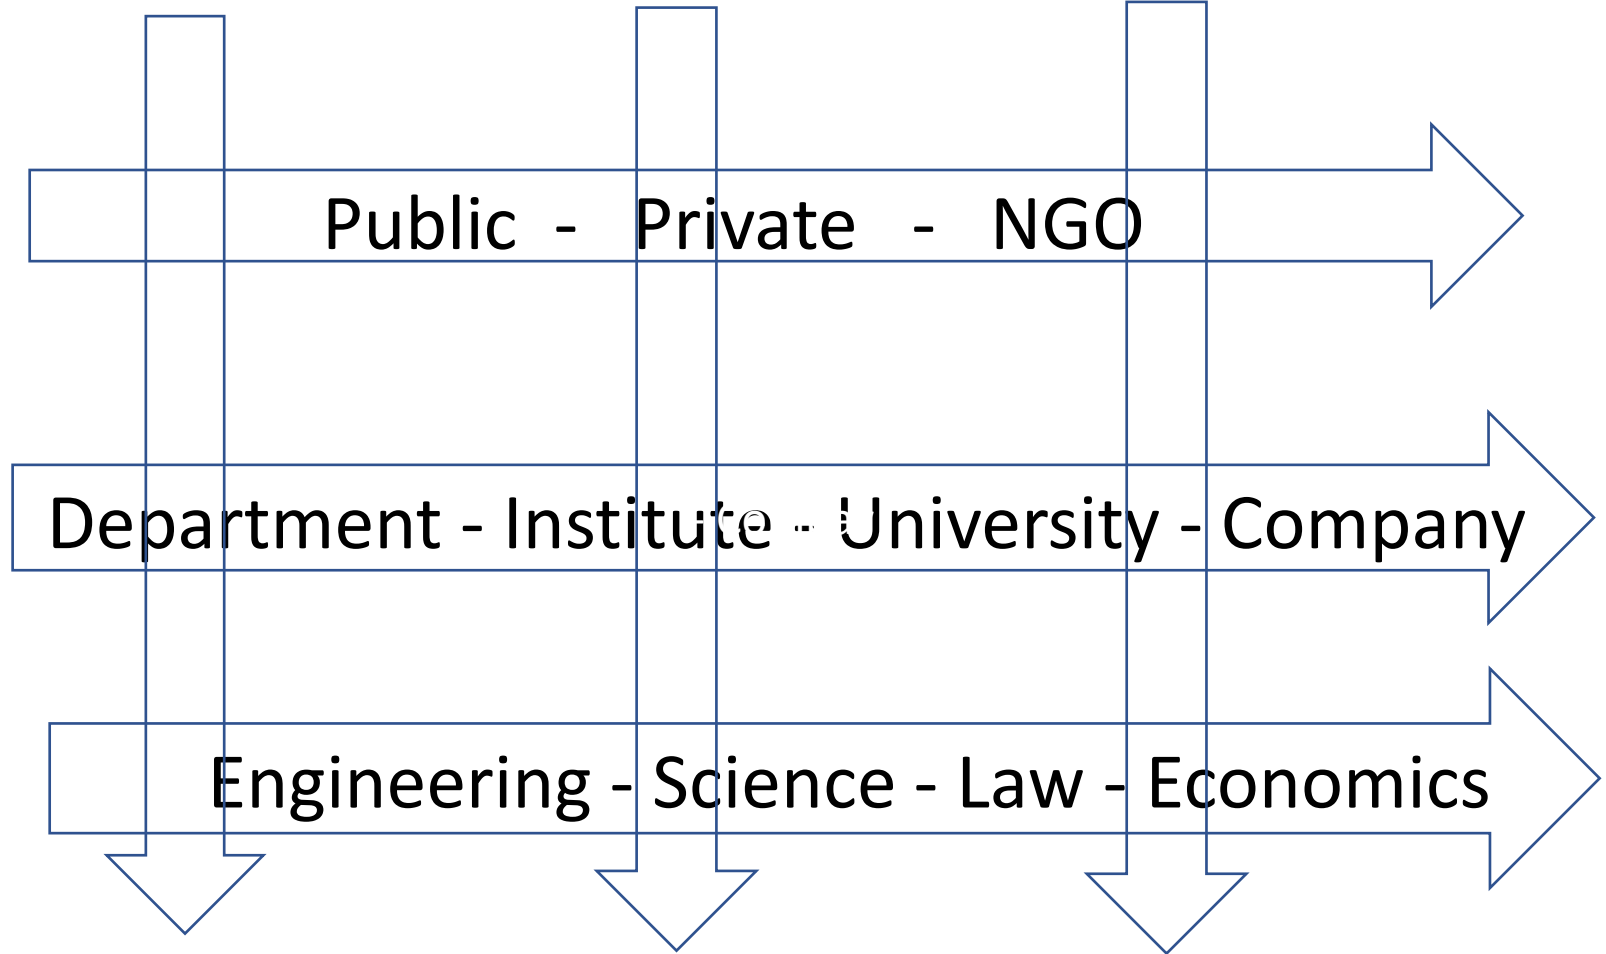 Public - Private - NGO
Department - Institute - University - Company
Engineering - Science - Law - Economics